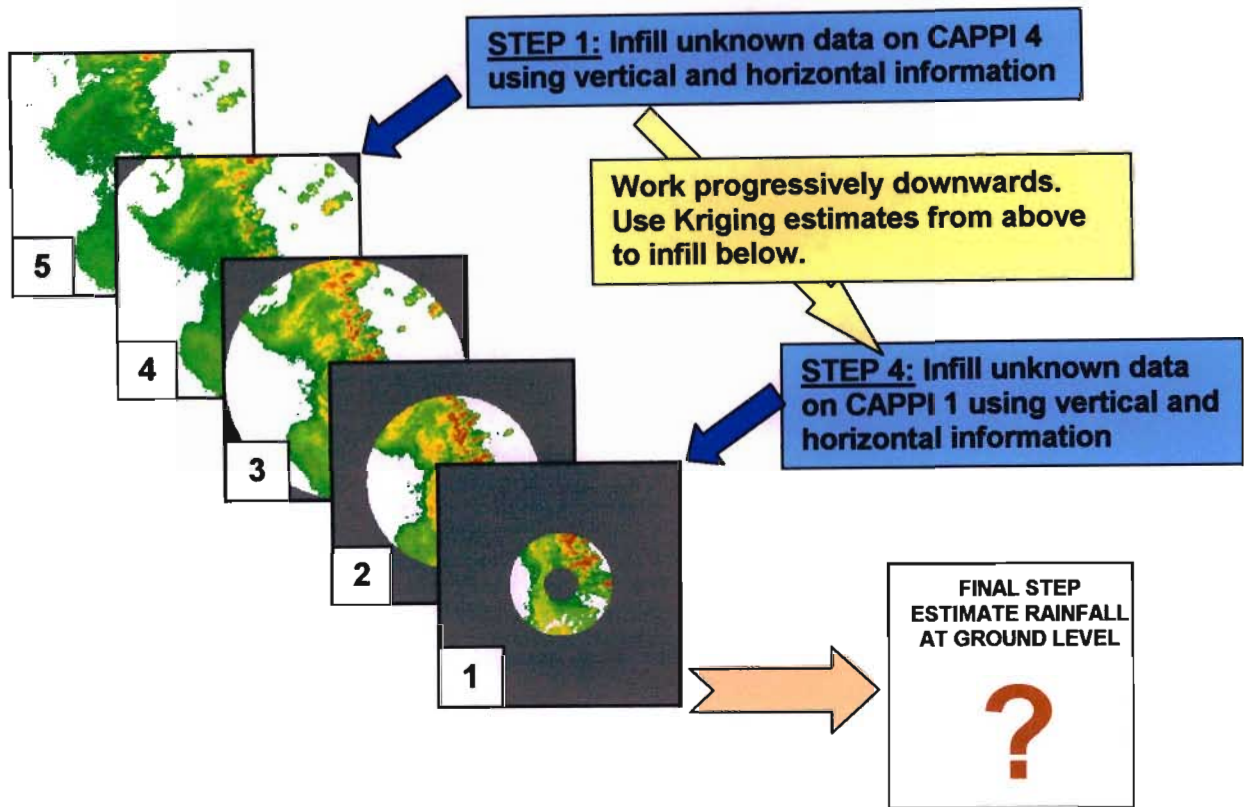 STEP 1: Infill unknown data on CAPPI 4
using vertical and horizontal information
Work progressively downwards.
Use Kriging estimates from above
to infill below.
5
4
STEP 4: Infill unknown data
on CAPPI 1 using vertical and
horizontal information
3
2
1
FINAL STEP
ESTIMATE RAINFALL
AT GROUND LEVEL
?